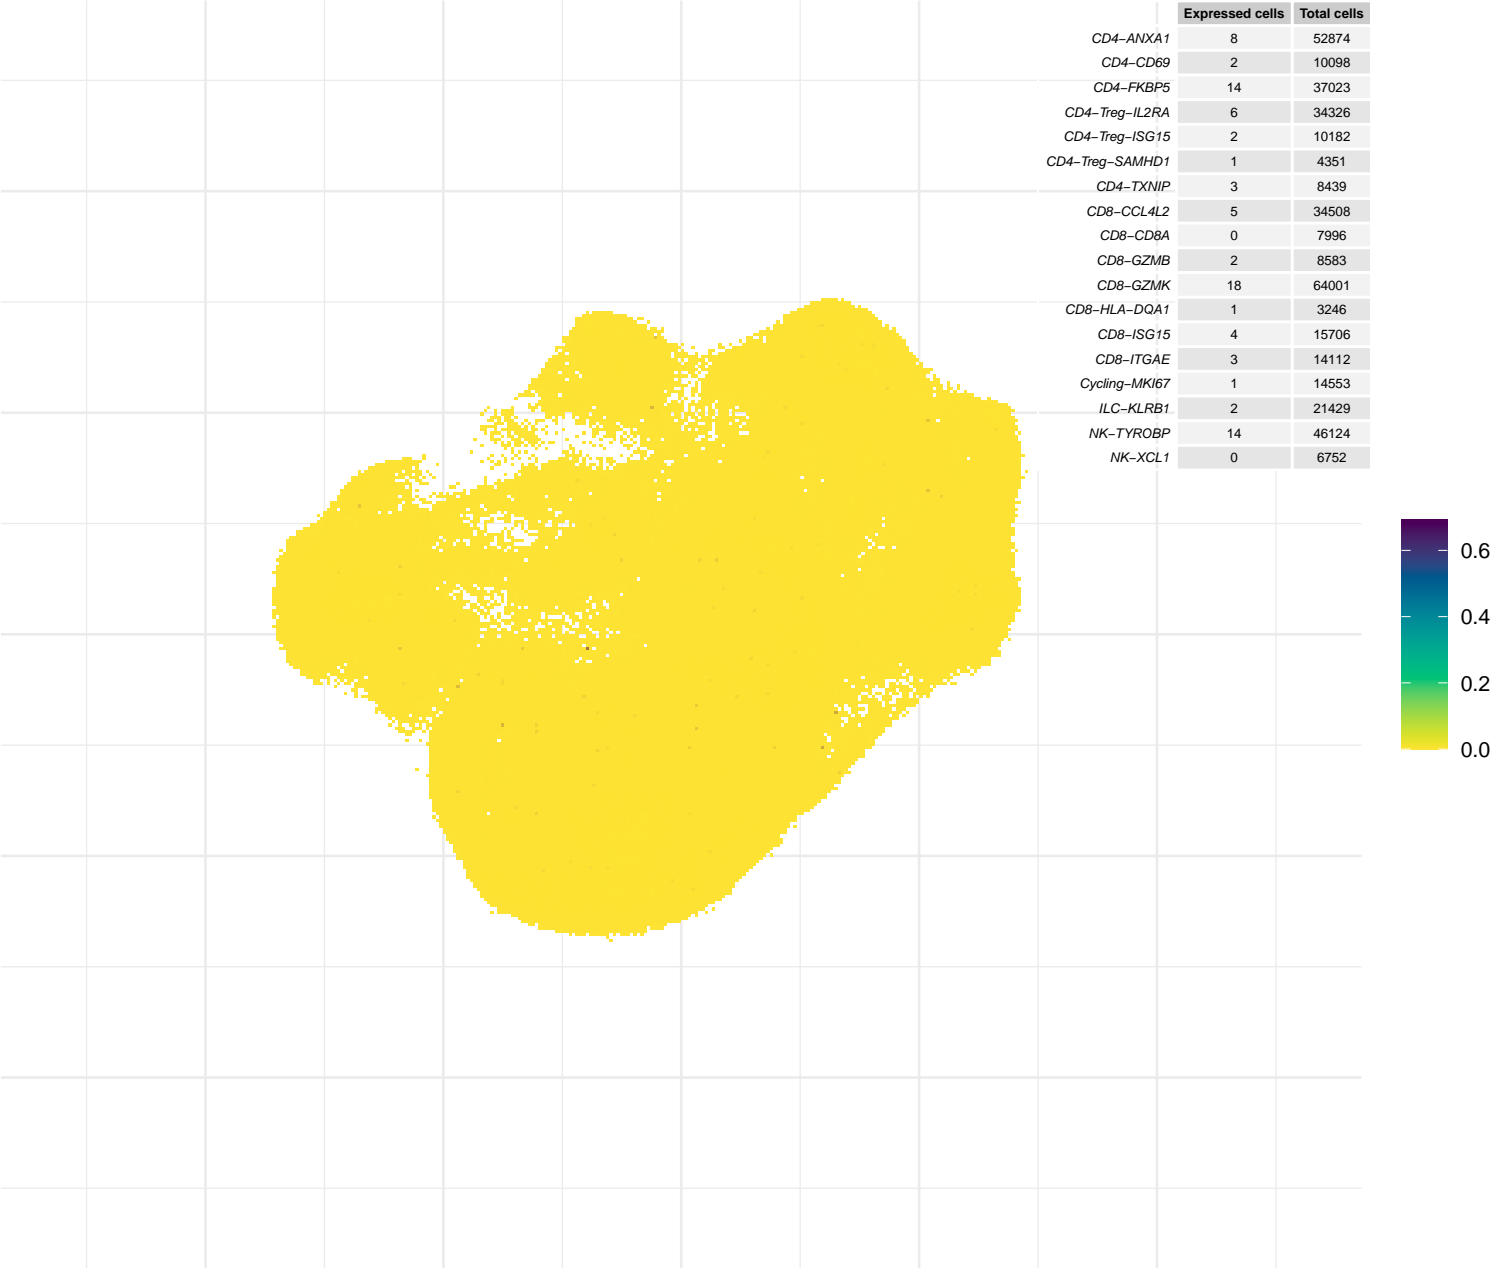 Expressed cells Total cells
CD4−ANXA1 8 52874
CD4−CD69 2 10098
CD4−FKBP5 14 37023
CD4−Treg−IL2RA 6 34326
CD4−Treg−ISG15 2 10182
CD4−Treg−SAMHD1 1 4351
CD4−TXNIP 3 8439
CD8−CCL4L2 5 34508
CD8−CD8A 0 7996
CD8−GZMB 2 8583
CD8−GZMK 18 64001
CD8−HLA−DQA1 1 3246
CD8−ISG15 4 15706
CD8−ITGAE 3 14112
Cycling−MKI67 1 14553
ILC−KLRB1 2 21429
NK−TYROBP 14 46124
NK−XCL1 0 6752
0.6
0.4
0.2
0.0